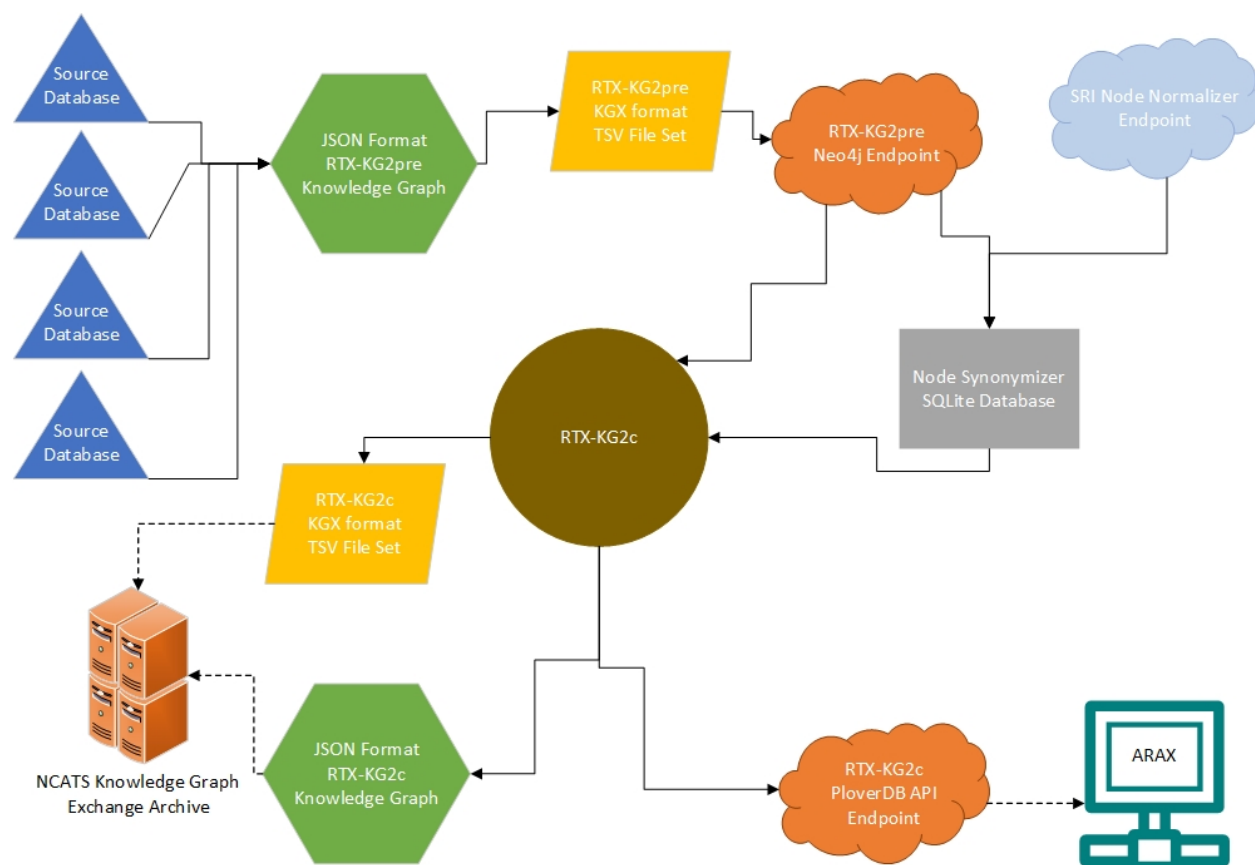 Source
Database
Source
Database
Source
Database
Source
Database
JSON Format
RTX-KG2pre
Knowledge Graph
RTX-KG2pre
KGX format
TSV File Set
RTX-KG2pre
Neo4j Endpoint
SRI Node Normalizer
Endpoint
Node Synonymizer
SQLite Database
RTX-KG2c
RTX-KG2c
KGX format
TSV File Set
NCATS Knowledge Graph
Exchange Archive
JSON Format
RTX-KG2c
Knowledge Graph
RTX-KG2c
PloverDB API
Endpoint
ARAX